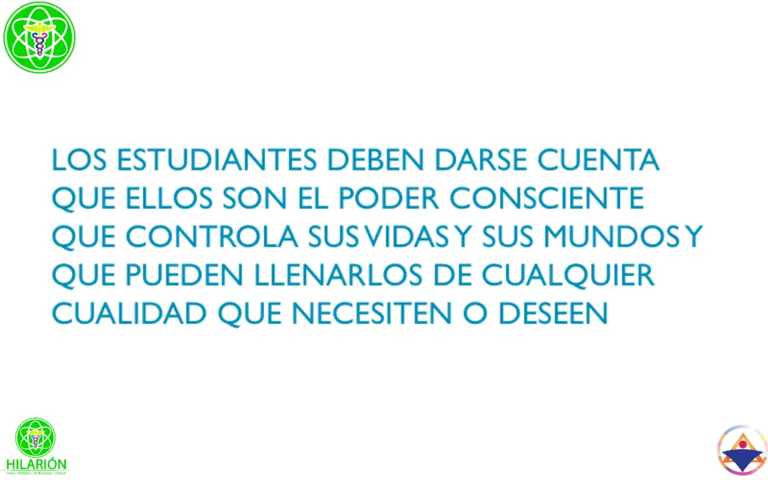 LOS ESTUDIANTES DEBEN DARSE CUENTA
QUE ELLOS SON EL PODER CONSCIENTE
QUE CONTROLA SUS VIDAS Y SUS MUNDOS Y
QUE PUEDEN LLENARLOS DE CUALQUIER
CUALIDAD QUE NECESITEN O DESEEN
HILARIÓN